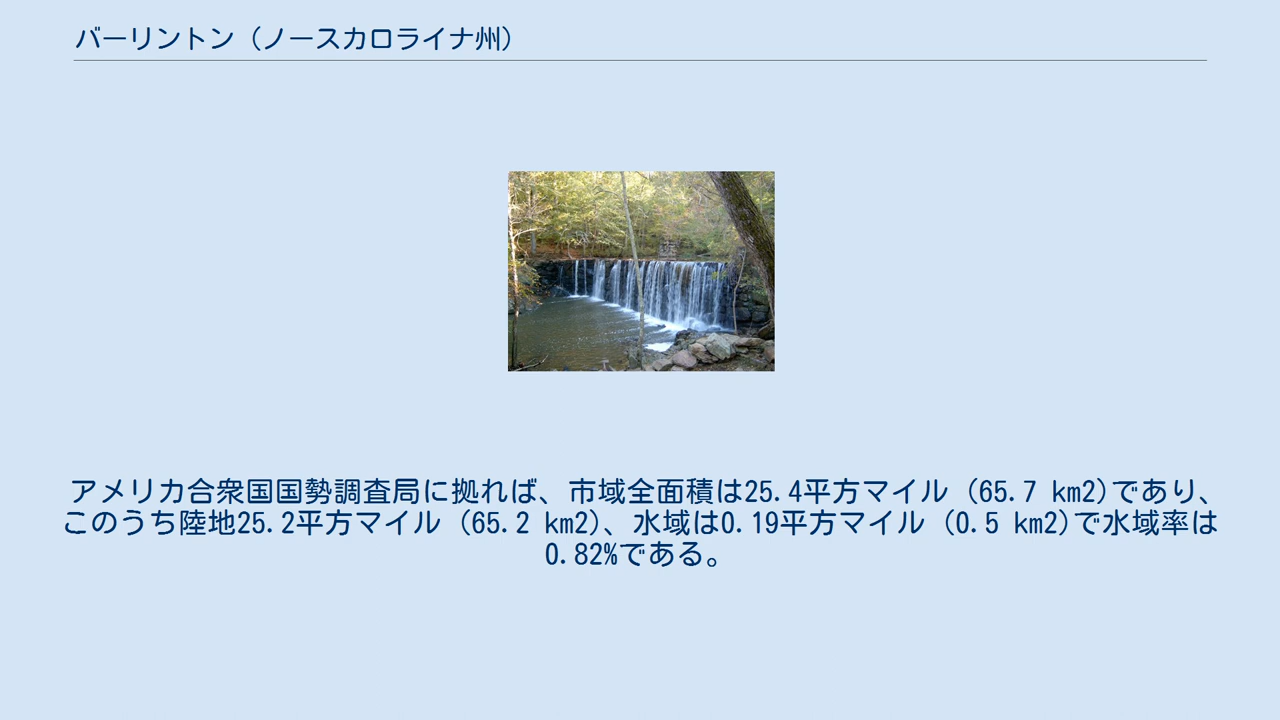 バーリントン (ノースカロライナ州)
アメリカ合衆国国勢調査局に拠れば、市域全面積は25.4平方マイル (65.7 km2)であり、
このうち陸地25.2平方マイル (65.2 km2)、水域は0.19平方マイル (0.5 km2)で水域率は
0.82%である。